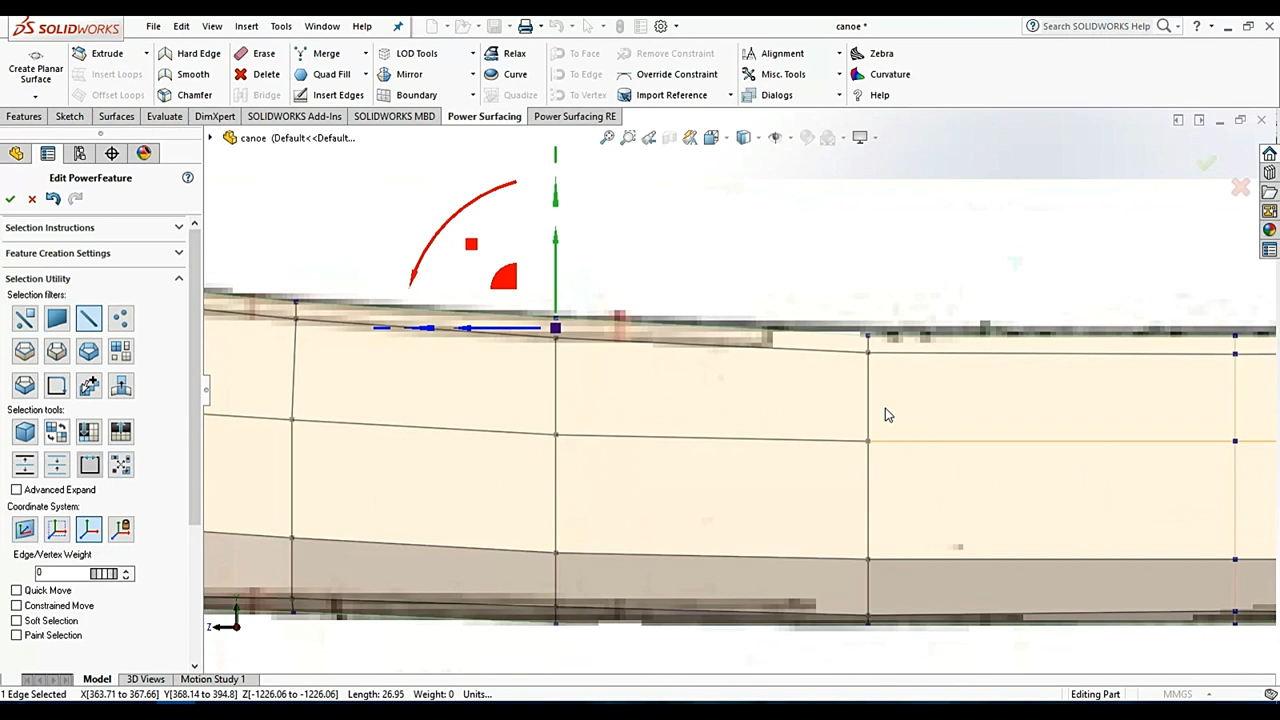 SOLIDWORKS File Edit View Insert Tools Window Help canoe * Search SOLIDWORKS Help ?
Create Planar Surface
Extrude Hard Edge Erase Merge LOD Tools Relax To Face Remove Constraint Alignment Zebra
Insert Loops Smooth Delete Quad Fill Mirror Curve To Edge Override Constraint Misc. Tools Curvature
Offset Loops Chamfer Bridge Insert Edges Boundary Quadize To Vertex Import Reference Dialogs Help
Features Sketch Surfaces Evaluate DimXpert SOLIDWORKS Add-Ins SOLIDWORKS MBD Power Surfacing Power Surfacing RE
canoe (Default<<Default...
Edit PowerFeature
Selection Instructions
Feature Creation Settings
Selection Utility
Selection filters:
Selection tools:
Advanced Expand
Coordinate System:
Edge/Vertex Weight
0
Quick Move
Constrained Move
Soft Selection
Paint Selection
Z
Model 3D Views Motion Study 1
1 Edge Selected X[363.71 to 367.66] Y[368.14 to 394.8] Z[-1226.06 to -1226.06] Length: 26.95 Weight: 0 Units... Editing Part MMGS